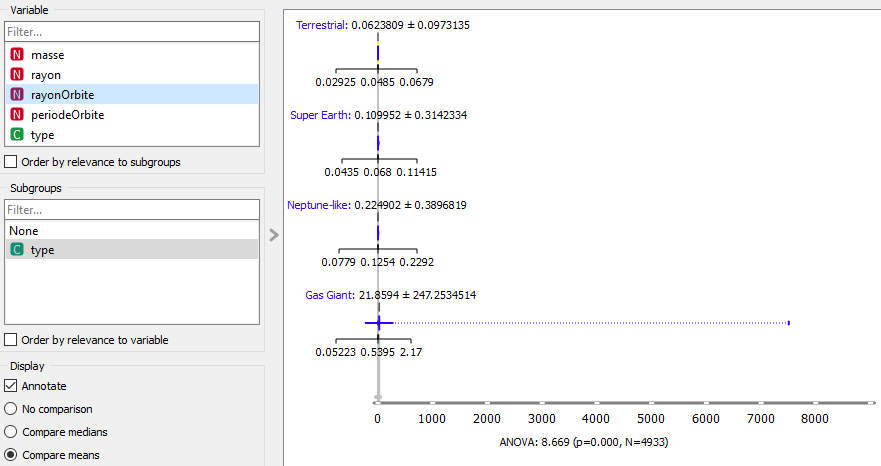 Variable
Filter...
N masse
N rayon
N rayonOrbite
N periodeOrbite
C type
Order by relevance to subgroups
Subgroups
Filter...
None
C type
Order by relevance to variable
Display
Annotate
No comparison
Compare medians
Compare means
Terrestrial: 0.0623809 ± 0.0973135
0.02925 0.0485 0.0679
Super Earth: 0.109952 ± 0.3142334
0.0435 0.068 0.11415
Neptune-like: 0.224902 ± 0.3896819
0.0779 0.1254 0.2292
Gas Giant: 21.8594 ± 247.2534514
0.05223 0.5395 2.17
0 1000 2000 3000 4000 5000 6000 7000 8000
ANOVA: 8.669 (p=0.000, N=4933)